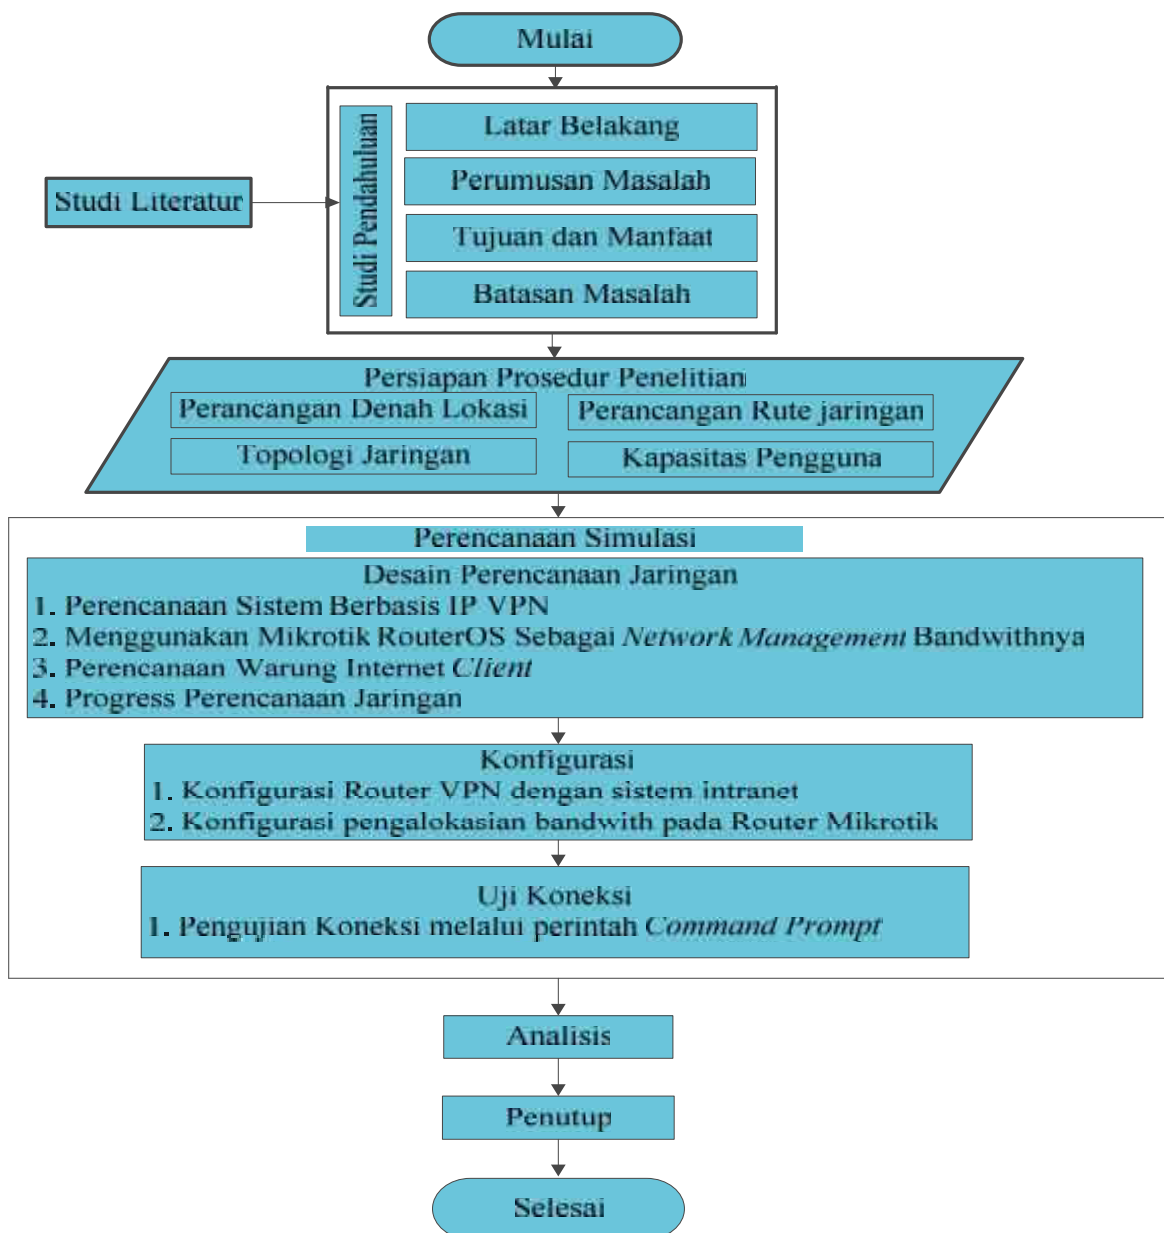 Mulai
Studi Literatur
Studi Pendahuluan
Latar Belakang
Perumusan Masalah
Tujuan dan Manfaat
Batasan Masalah
Persiapan Prosedur Penelitian
Perancangan Denah Lokasi
Perancangan Rute jaringan
Topologi Jaringan
Kapasitas Pengguna
Perencanaan Simulasi
Desain Perencanaan Jaringan
1. Perencanaan Sistem Berbasis IP VPN
2. Menggunakan Mikrotik RouterOS Sebagai Network Management Bandwithnya
3. Perencanaan Warung Internet Client
4. Progress Perencanaan Jaringan
Konfigurasi
1. Konfigurasi Router VPN dengan sistem intranet
2. Konfigurasi pengalokasian bandwith pada Router Mikrotik
Uji Koneksi
1. Pengujian Koneksi melalui perintah Command Prompt
Analisis
Penutup
Selesai